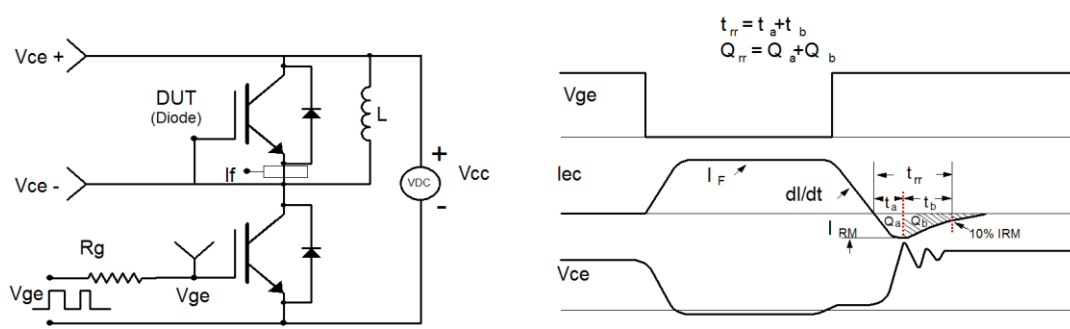 Vce +
DUT
(Diode)
L
If
+
VDC
Vcc
-
Vce -
Rg
Vge
Vge
t rr = t a + t b
Q rr = Q a + Q b
Vge
Iec
I F
dI/dt
t rr
t a
t b
Q a
Q b
I RM
10% IRM
Vce